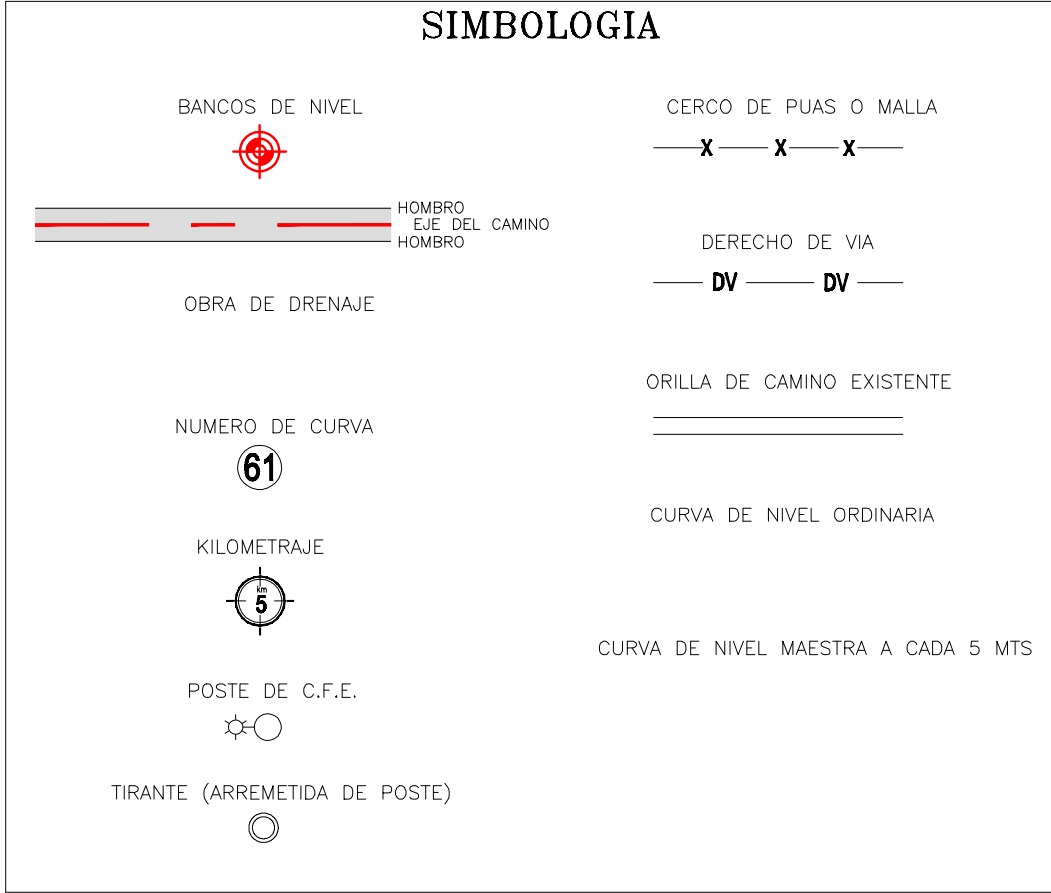 SIMBOLOGIA
BANCOS DE NIVEL
HOMBRO
EJE DEL CAMINO
HOMBRO
OBRA DE DRENAJE
NUMERO DE CURVA
61
KILOMETRAJE
km
5
POSTE DE C.F.E.
TIRANTE (ARREMETIDA DE POSTE)
CERCO DE PUAS O MALLA
X X X
DERECHO DE VIA
DV DV
ORILLA DE CAMINO EXISTENTE
CURVA DE NIVEL ORDINARIA
CURVA DE NIVEL MAESTRA A CADA 5 MTS